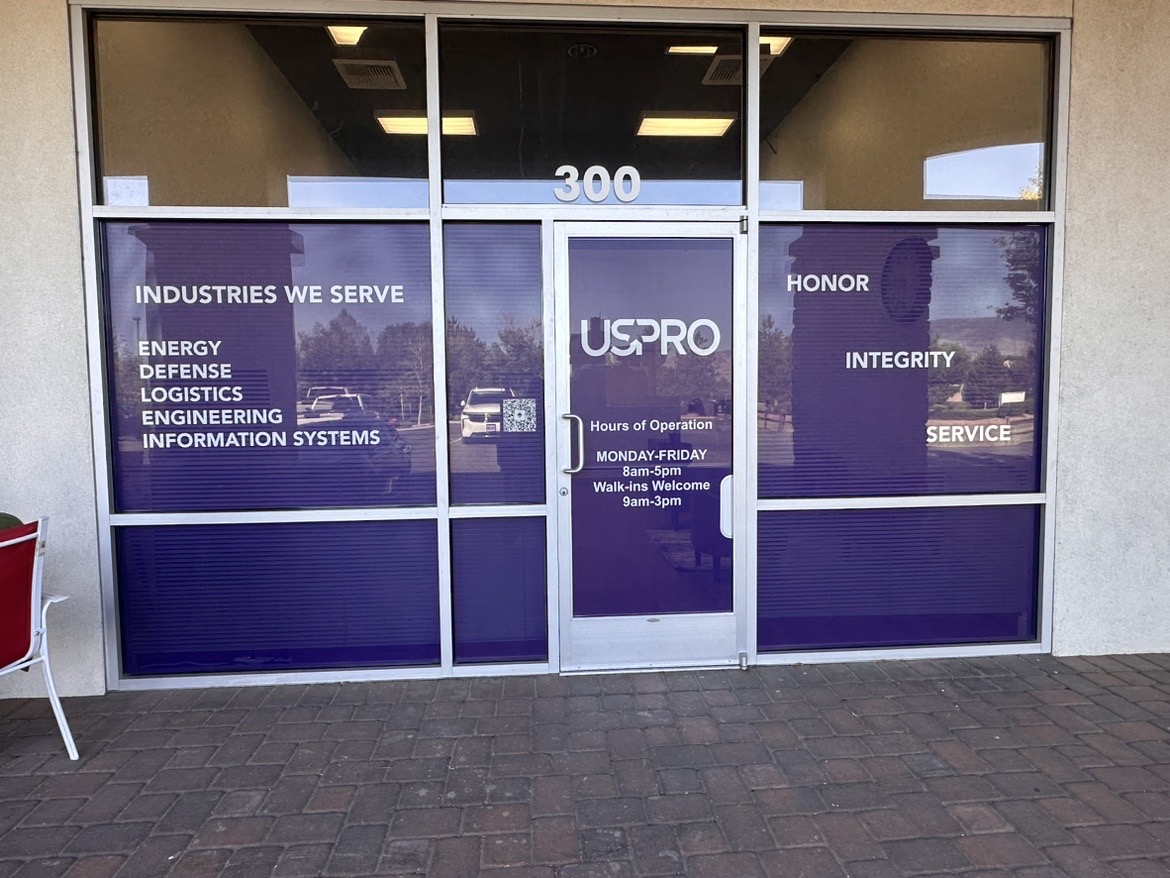 300
INDUSTRIES WE SERVE
ENERGY
DEFENSE
LOGISTICS
ENGINEERING
INFORMATION SYSTEMS
USPRO
Hours of Operation
MONDAY-FRIDAY
8am-5pm
Walk-ins Welcome
9am-3pm
HONOR
INTEGRITY
SERVICE